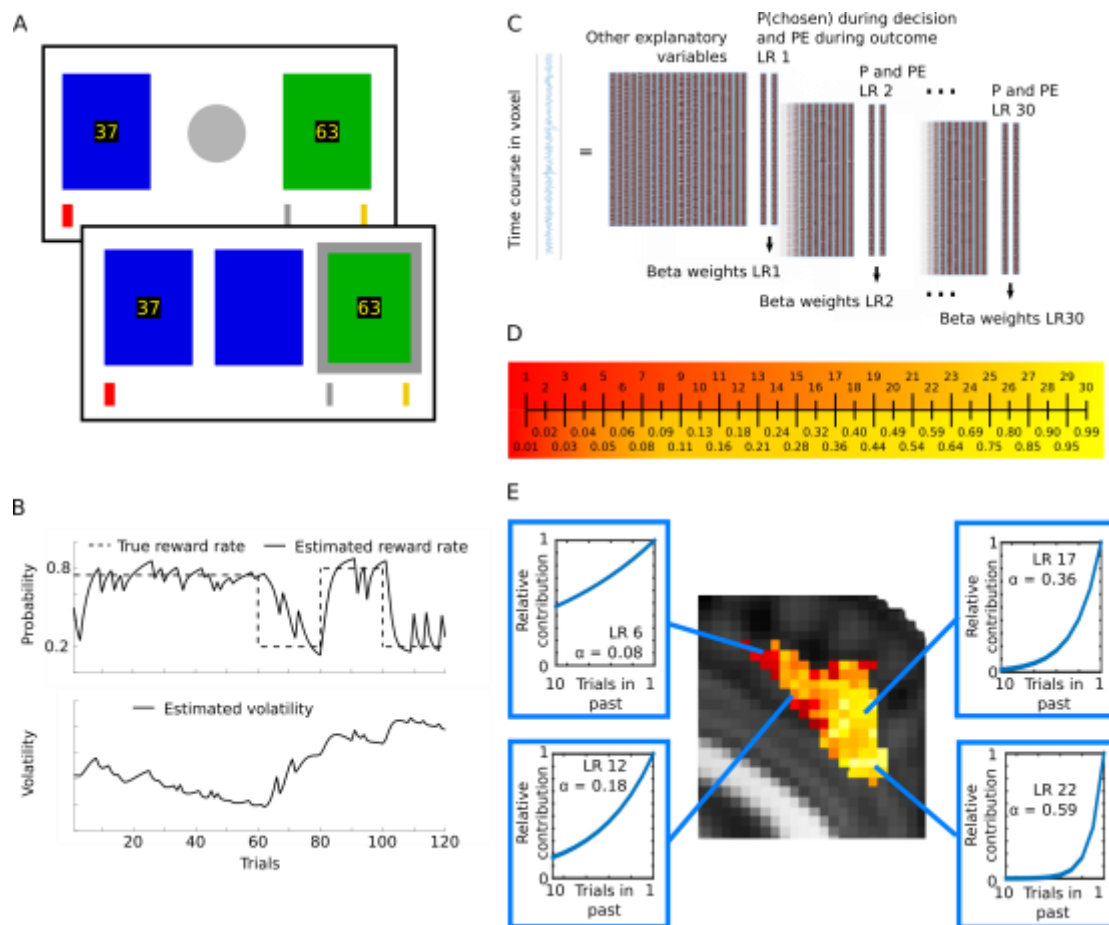 A
37
63
37
63
B
True reward rate
Estimated reward rate
Probability
0.8
0.2
Estimated volatility
Volatility
0 20 40 60 80 100 120
Trials
C
P(chosen) during decision
and PE during outcome
Other explanatory
variables
LR 1
P and PE
LR 2
...
P and PE
LR 30
Time course in voxel
=
Beta weights LR1
Beta weights LR2
...
Beta weights LR30
D
1 3 5 7 9 11 13 15 17 19 21 23 25 27 29
2 4 6 8 10 12 14 16 18 20 22 24 26 28 30
0.02 0.04 0.06 0.09 0.13 0.18 0.24 0.32 0.40 0.49 0.59 0.69 0.80 0.90 0.99
0.01 0.03 0.05 0.08 0.11 0.16 0.21 0.28 0.36 0.44 0.54 0.64 0.75 0.85 0.95
E
Relative
contribution
1
0
LR 6
α = 0.08
10 Trials in 1
past
Relative
contribution
1
0
LR 17
α = 0.36
10 Trials in 1
past
Relative
contribution
1
0
LR 12
α = 0.18
10 Trials in 1
past
Relative
contribution
1
0
LR 22
α = 0.59
10 Trials in 1
past